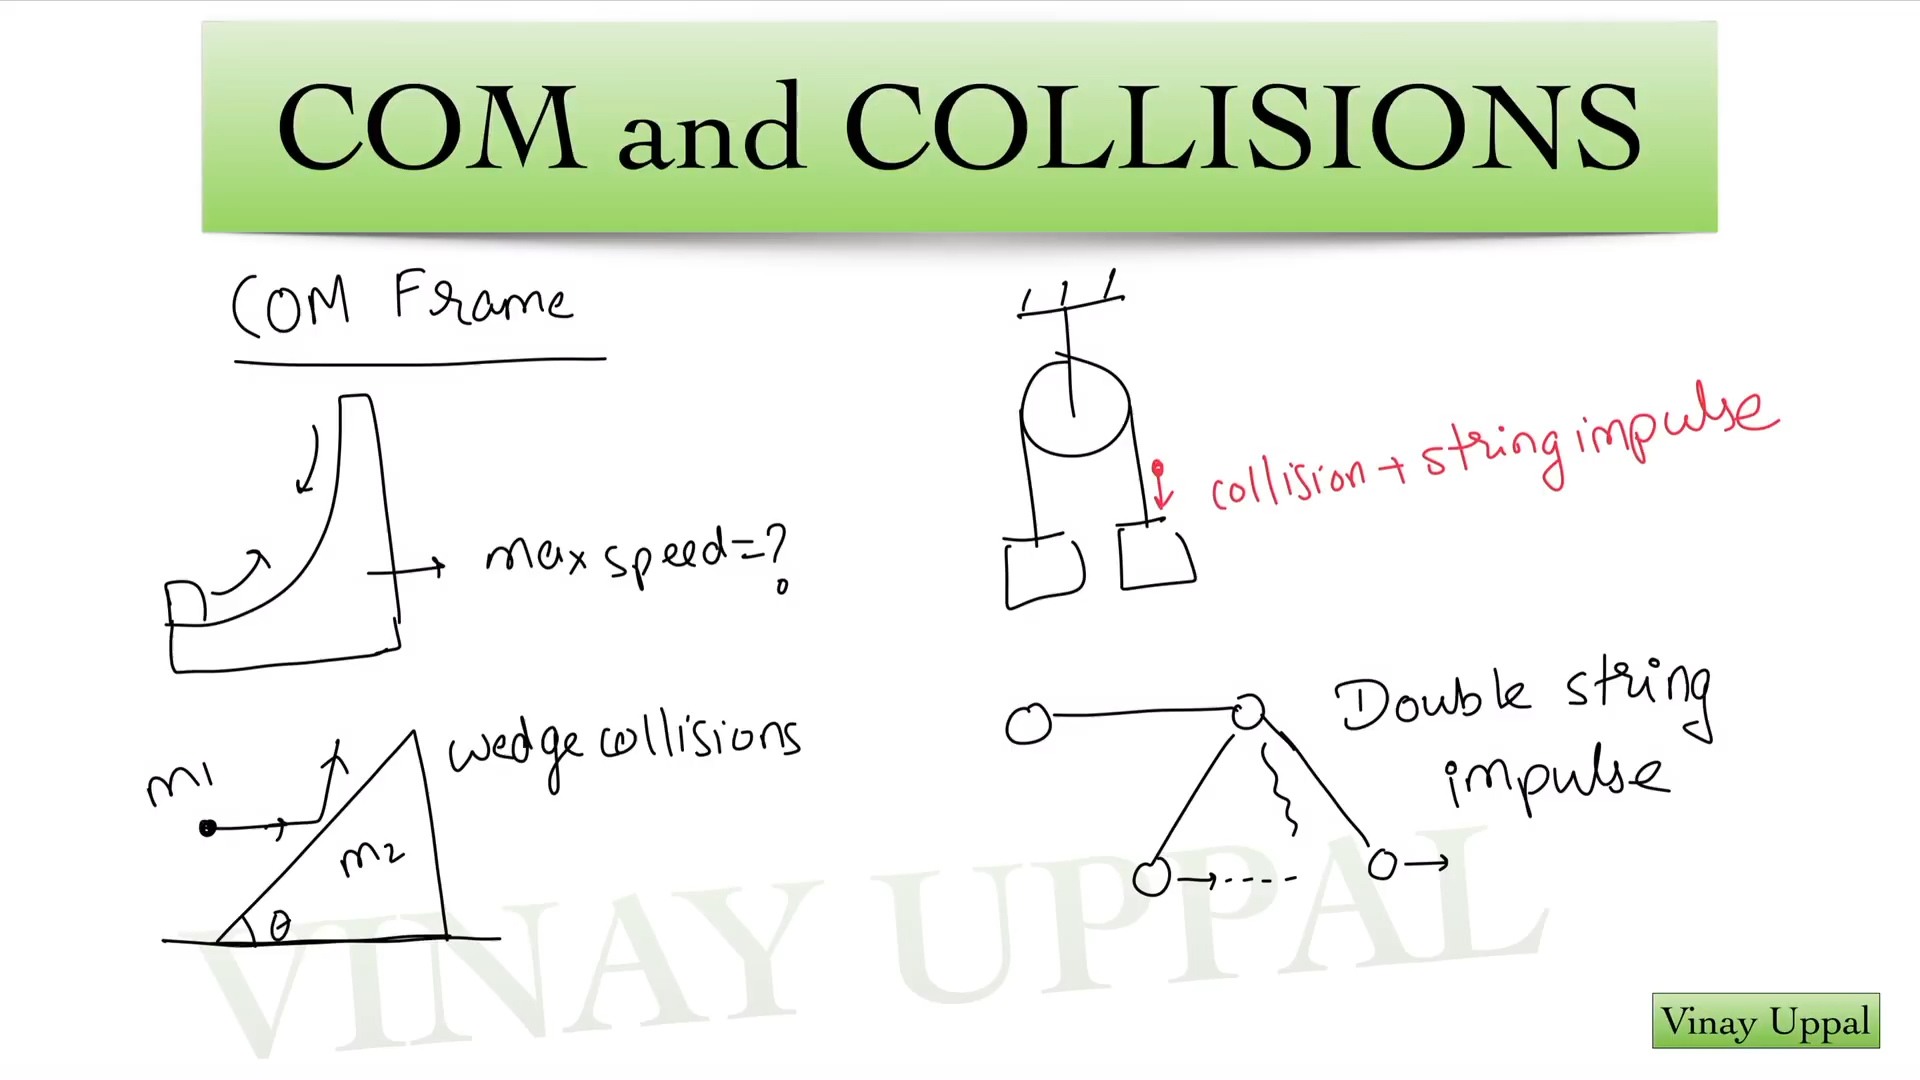 COM and COLLISIONS
COM Frame
max speed=?
collision + string impulse
wedge collisions
m1
m2
θ
Double string
impulse
VINAY UPPAL
Vinay Uppal